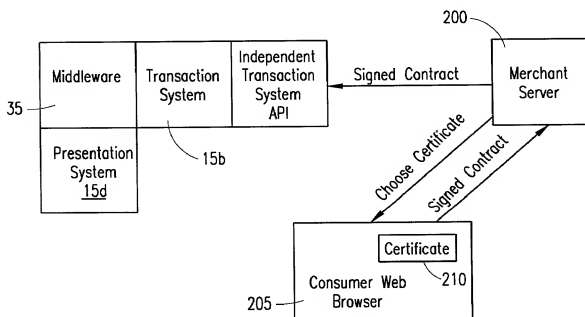 200
Middleware
Transaction
System
Independent
Transaction
System
API
Signed Contract
Merchant
Server
35
15b
Presentation
System
15d
Choose Certificate
Signed Contract
Certificate
210
Consumer Web
Browser
205